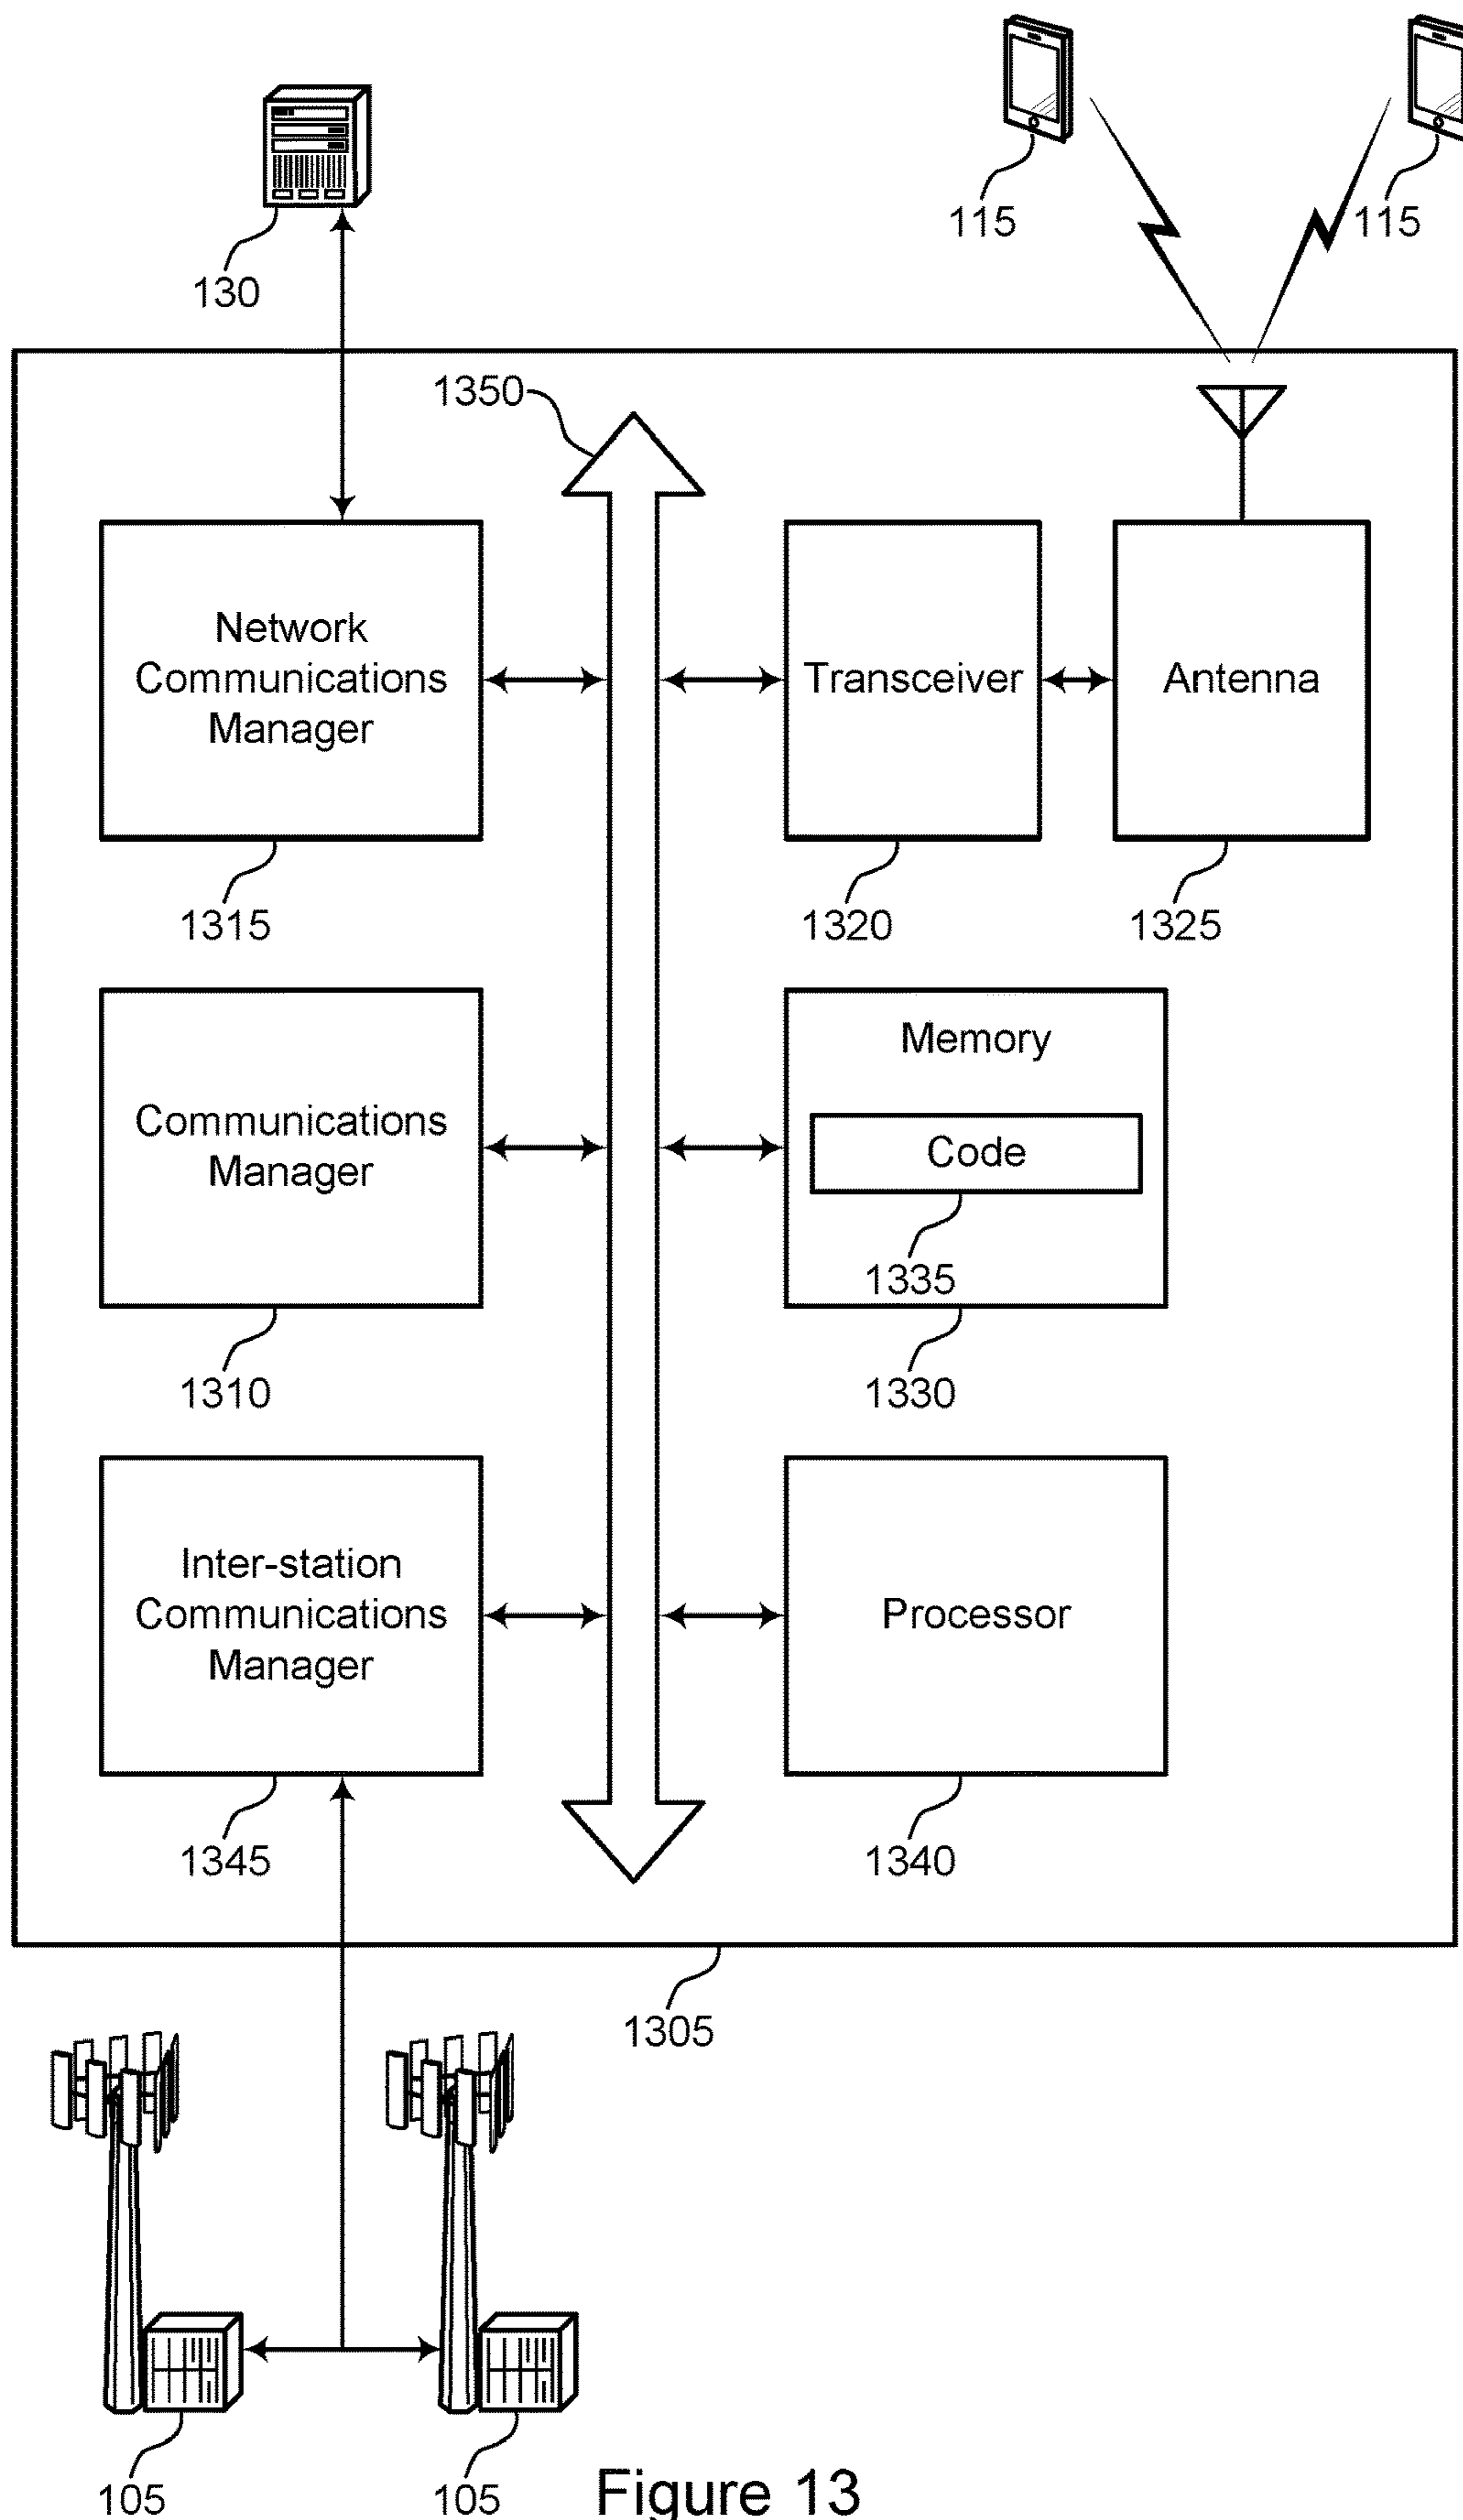 115
115
130
1350
Network
Communications
Manager
Transceiver
Antenna
1315
1320
1325
Communications
Manager
Memory
Code
1335
1310
1330
Inter-station
Communications
Manager
Processor
1345
1340
1305
105
105
Figure 13